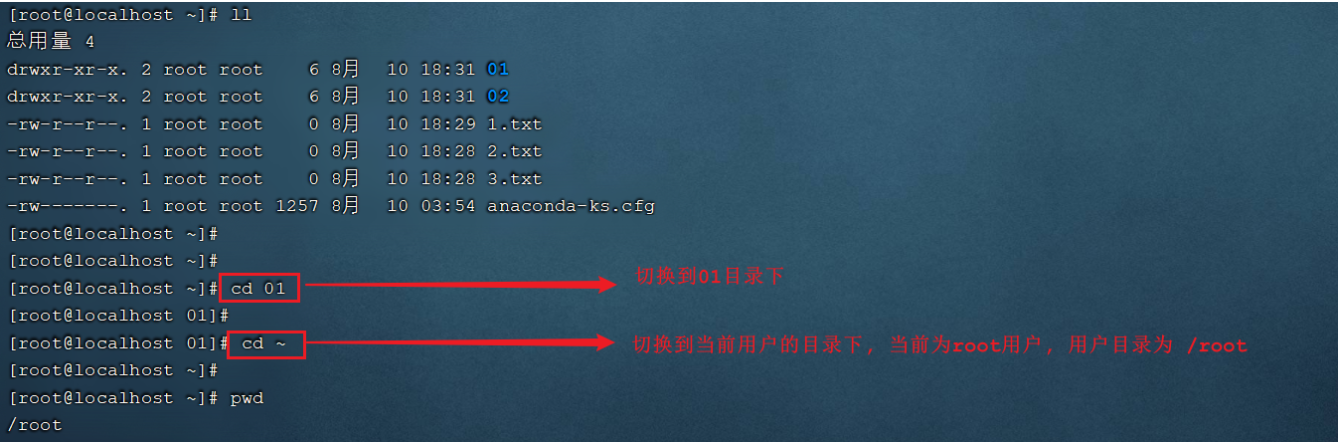 [root@localhost ~]# ll
总用量 4
drwxr-xr-x. 2 root root    6 8月  10 18:31 01
drwxr-xr-x. 2 root root    6 8月  10 18:31 02
-rw-r--r--. 1 root root    0 8月  10 18:29 1.txt
-rw-r--r--. 1 root root    0 8月  10 18:28 2.txt
-rw-r--r--. 1 root root    0 8月  10 18:28 3.txt
-rw-------. 1 root root 1257 8月  10 03:54 anaconda-ks.cfg
[root@localhost ~]#
[root@localhost ~]#
[root@localhost ~]# cd 01 切换到01目录下
[root@localhost 01]#
[root@localhost 01]# cd ~ 切换到当前用户的目录下, 当前为root用户, 用户目录为 /root
[root@localhost ~]#
[root@localhost ~]# pwd
/root